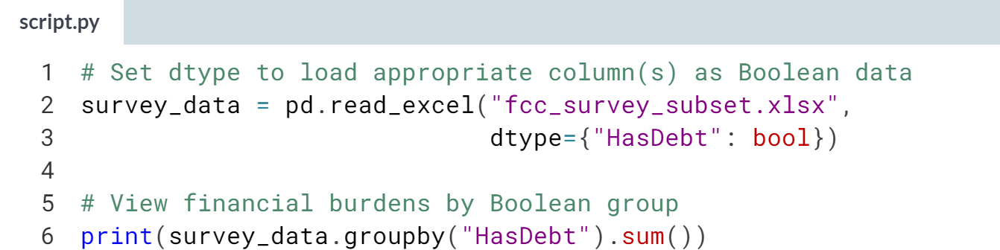 script.py
1 # Set dtype to load appropriate column(s) as Boolean data
2 survey_data = pd.read_excel("fcc_survey_subset.xlsx",
3                             dtype={"HasDebt": bool})
4
5 # View financial burdens by Boolean group
6 print(survey_data.groupby("HasDebt").sum())